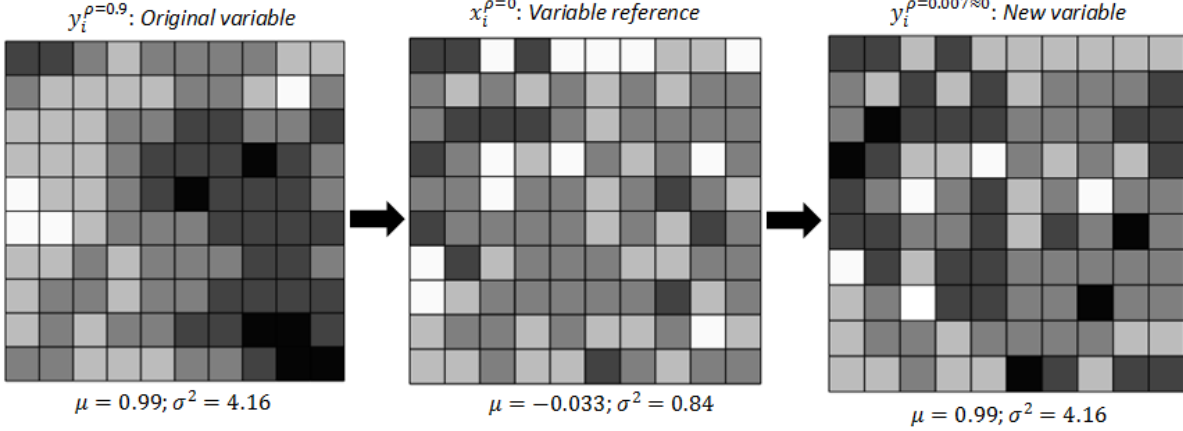 y_i^{ρ=0.9}: Original variable
x_i^{ρ=0}: Variable reference
y_i^{ρ=0.007≈0}: New variable
μ = 0.99; σ² = 4.16
μ = −0.033; σ² = 0.84
μ = 0.99; σ² = 4.16